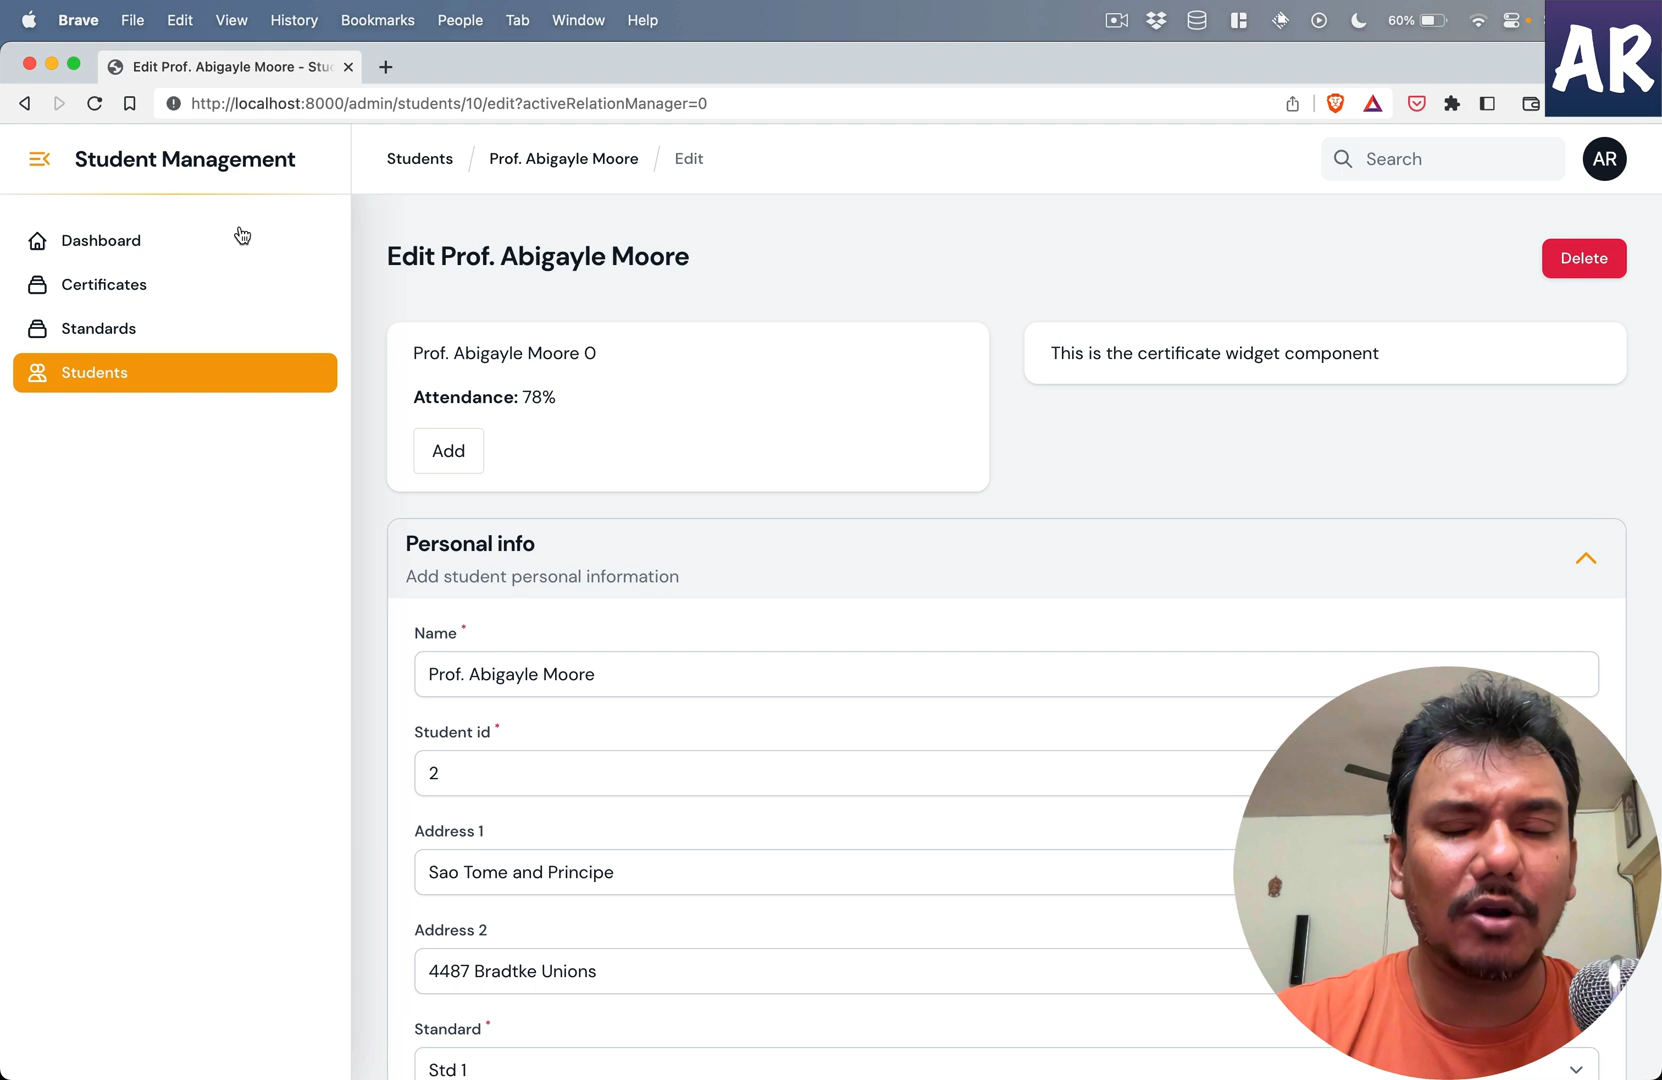 Brave File Edit View History Bookmarks People Tab Window Help 60%
Edit Prof. Abigayle Moore - Stu
AR
http://localhost:8000/admin/students/10/edit?activeRelationManager=0
Student Management
Students / Prof. Abigayle Moore / Edit
Search
AR
Dashboard
Certificates
Standards
Students
Edit Prof. Abigayle Moore
Delete
Prof. Abigayle Moore 0
Attendance: 78%
Add
This is the certificate widget component
Personal info
Add student personal information
Name *
Prof. Abigayle Moore
Student id *
2
Address 1
Sao Tome and Principe
Address 2
4487 Bradtke Unions
Standard *
Std 1